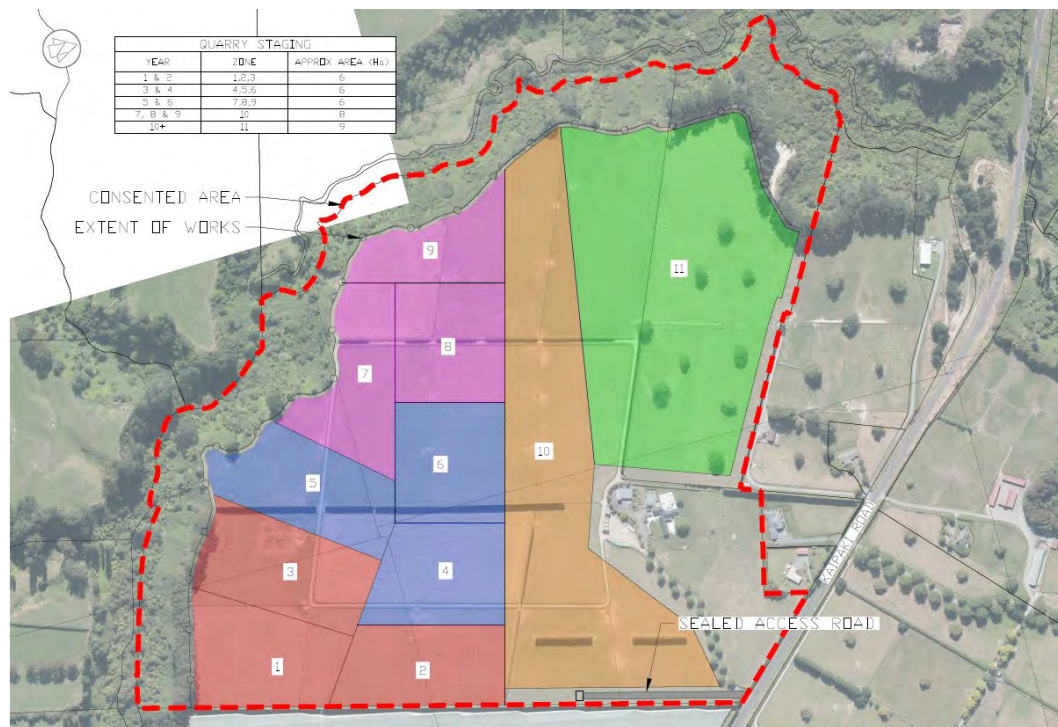 QUARRY STAGING
YEAR ZONE APPROX AREA (Ha)
1 & 2 1,2,3 6
3 & 4 4,5,6 6
5 & 6 7,8,9 6
7, 8 & 9 10 8
10+ 11 9
CONSENTED AREA
EXTENT OF WORKS
9
11
8
7
6
10
5
4
3
KAIPAKI ROAD
SEALED ACCESS ROAD
1
2